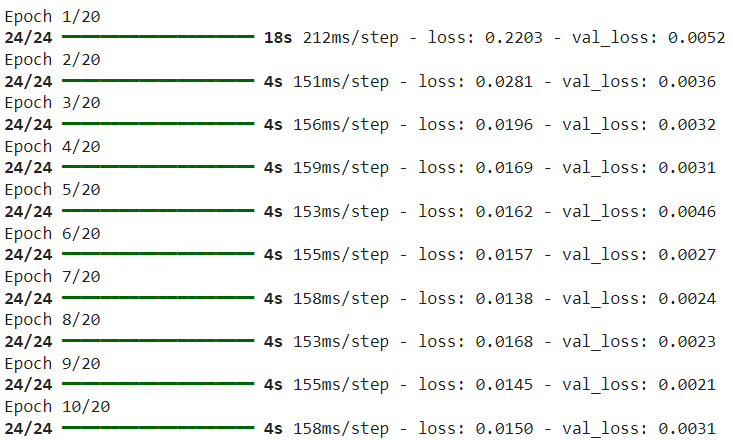 Epoch 1/20
24/24 ━━━━━━━━━━━━━━━━━━━━ 18s 212ms/step - loss: 0.2203 - val_loss: 0.0052
Epoch 2/20
24/24 ━━━━━━━━━━━━━━━━━━━━ 4s 151ms/step - loss: 0.0281 - val_loss: 0.0036
Epoch 3/20
24/24 ━━━━━━━━━━━━━━━━━━━━ 4s 156ms/step - loss: 0.0196 - val_loss: 0.0032
Epoch 4/20
24/24 ━━━━━━━━━━━━━━━━━━━━ 4s 159ms/step - loss: 0.0169 - val_loss: 0.0031
Epoch 5/20
24/24 ━━━━━━━━━━━━━━━━━━━━ 4s 153ms/step - loss: 0.0162 - val_loss: 0.0046
Epoch 6/20
24/24 ━━━━━━━━━━━━━━━━━━━━ 4s 155ms/step - loss: 0.0157 - val_loss: 0.0027
Epoch 7/20
24/24 ━━━━━━━━━━━━━━━━━━━━ 4s 158ms/step - loss: 0.0138 - val_loss: 0.0024
Epoch 8/20
24/24 ━━━━━━━━━━━━━━━━━━━━ 4s 153ms/step - loss: 0.0168 - val_loss: 0.0023
Epoch 9/20
24/24 ━━━━━━━━━━━━━━━━━━━━ 4s 155ms/step - loss: 0.0145 - val_loss: 0.0021
Epoch 10/20
24/24 ━━━━━━━━━━━━━━━━━━━━ 4s 158ms/step - loss: 0.0150 - val_loss: 0.0031